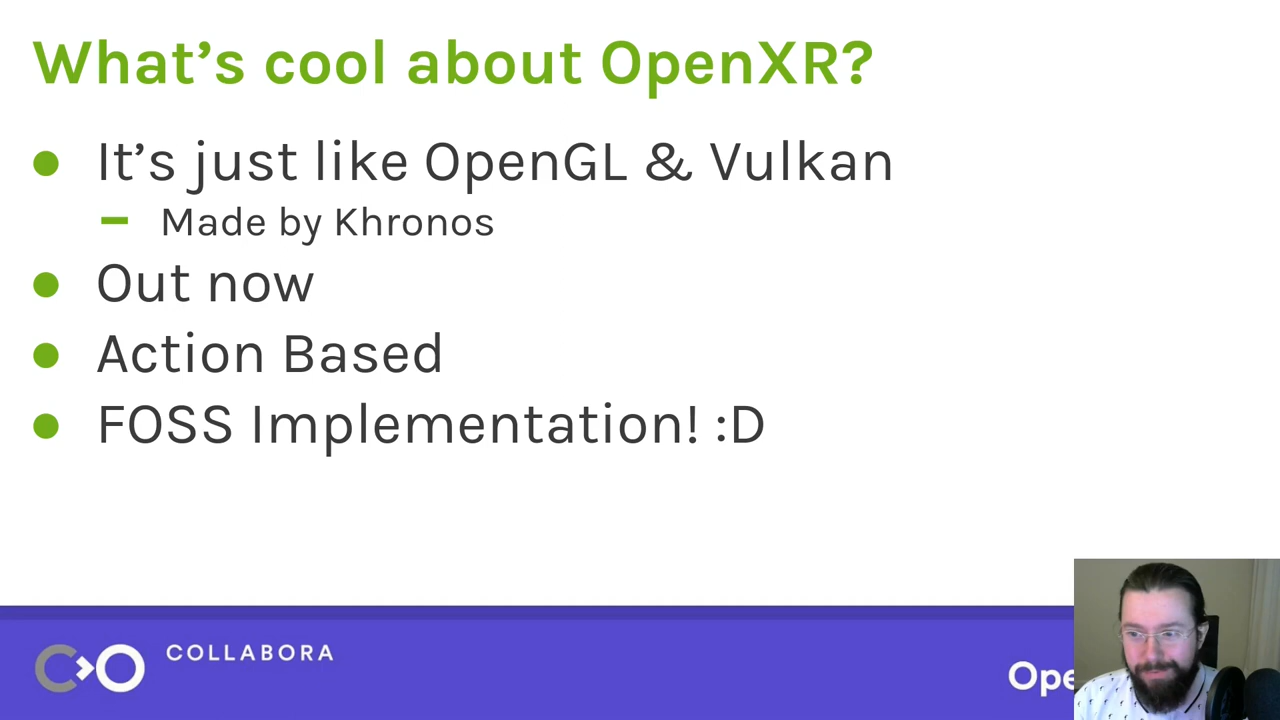 What's cool about OpenXR?
It's just like OpenGL & Vulkan
Made by Khronos
Out now
Action Based
FOSS Implementation! :D
COLLABORA
Ope